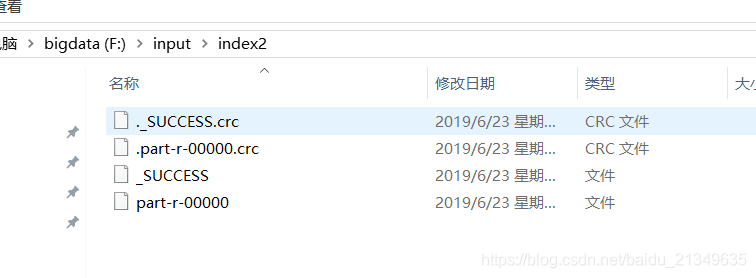 查看
电脑 > bigdata (F:) > input > index2
名称 修改日期 类型 大小
._SUCCESS.crc 2019/6/23 星期... CRC 文件
.part-r-00000.crc 2019/6/23 星期... CRC 文件
_SUCCESS 2019/6/23 星期... 文件
part-r-00000 2019/6/23 星期... 文件
https://blog.csdn.net/baidu_21349635